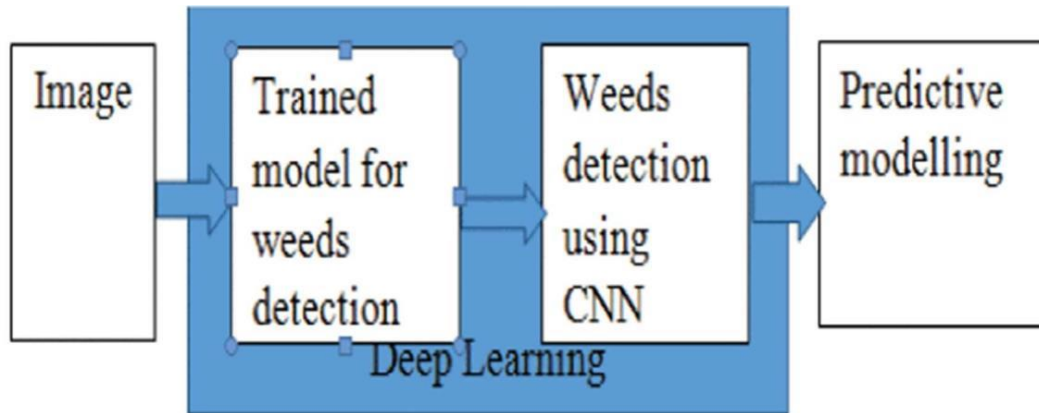 Image
Trained
model for
weeds
detection
Weeds
detection
using
CNN
Predictive
modelling
Deep Learning